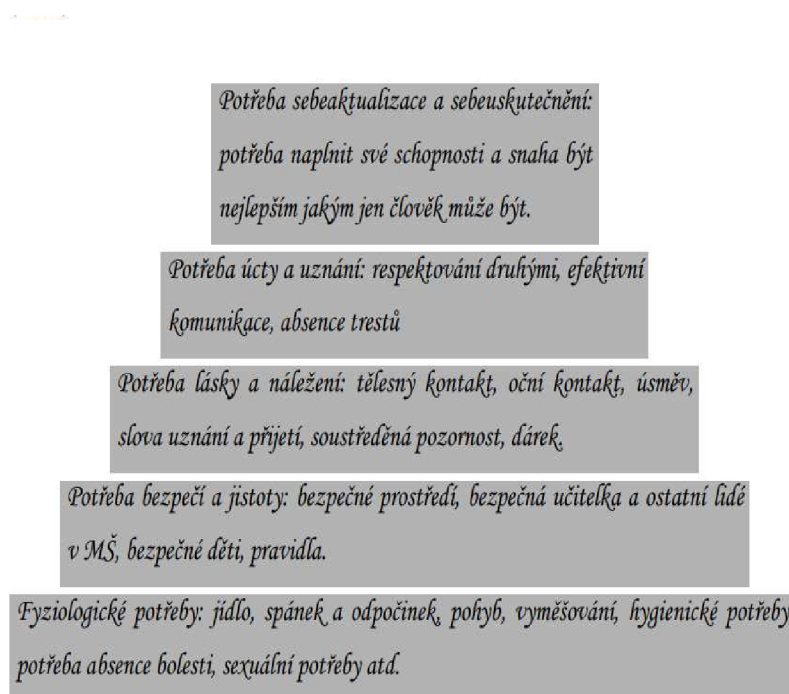 Potřeba sebeaktualizace a sebeuskutečnění:
potřeba naplnit své schopnosti a snaha být
nejlepším jakým jen člověk může být.
Potřeba úcty a uznání: respektování druhými, efektivní
komunikace, absence trestů
Potřeba lásky a náležení: tělesný kontakt, oční kontakt, úsměv,
slova uznání a přijetí, soustředěná pozornost, dárek.
Potřeba bezpečí a jistoty: bezpečné prostředí, bezpečná učitelka a ostatní lidé
v MŠ, bezpečné děti, pravidla.
Fyziologické potřeby: jídlo, spánek a odpočinek, pohyb, vyměšování, hygienické potřeby
potřeba absence bolesti, sexuální potřeby atd.